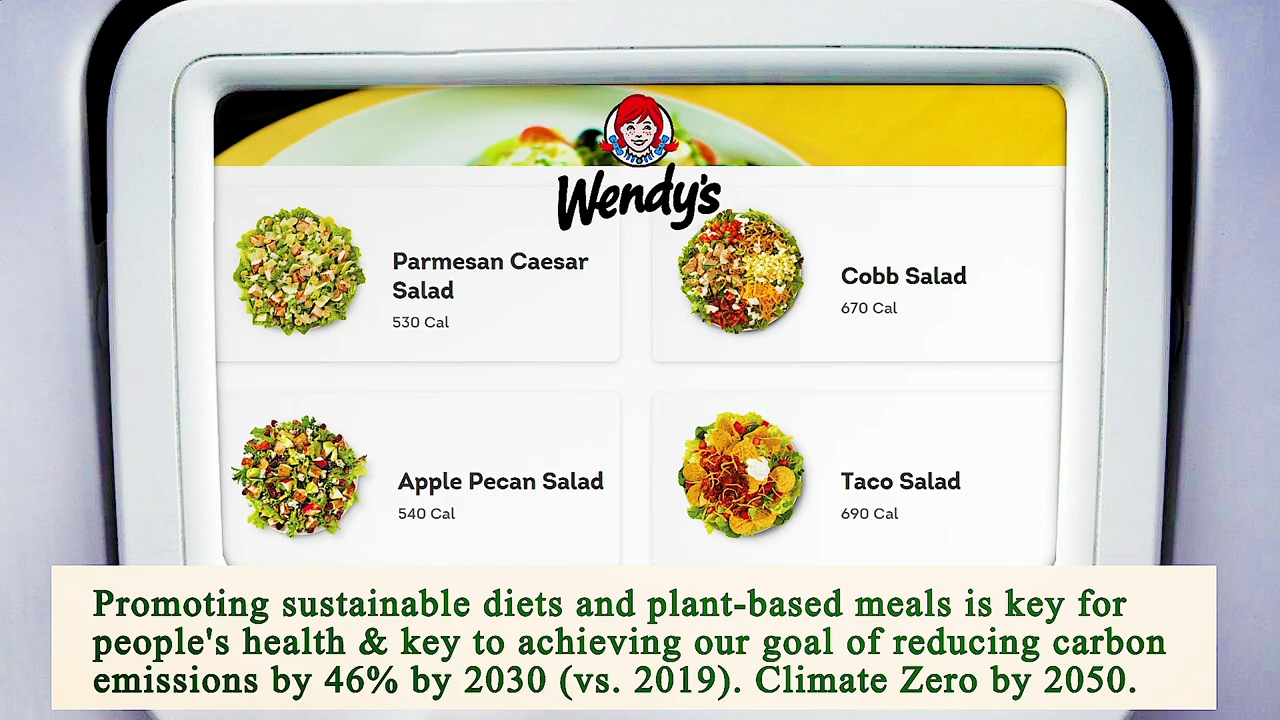 Wendy's
Parmesan Caesar
Salad
530 Cal
Cobb Salad
670 Cal
Apple Pecan Salad
540 Cal
Taco Salad
690 Cal
Promoting sustainable diets and plant-based meals is key for
people's health & key to achieving our goal of reducing carbon
emissions by 46% by 2030 (vs. 2019). Climate Zero by 2050.